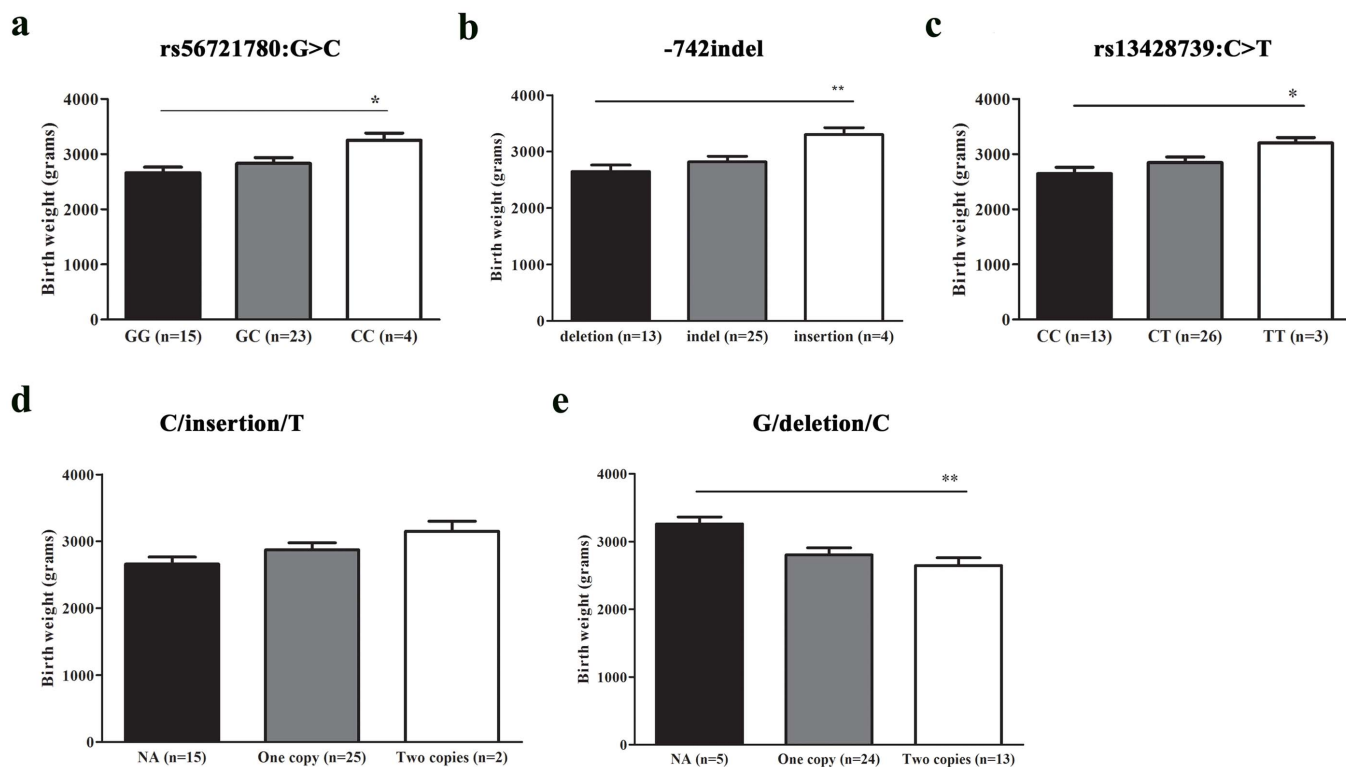 a
rs56721780:G>C
Birth weight (grams)
4000
3000
2000
1000
0
*
GG (n=15) GC (n=23) CC (n=4)
b
-742indel
Birth weight (grams)
4000
3000
2000
1000
0
**
deletion (n=13) indel (n=25) insertion (n=4)
c
rs13428739:C>T
Birth weight (grams)
4000
3000
2000
1000
0
*
CC (n=13) CT (n=26) TT (n=3)
d
C/insertion/T
Birth weight (grams)
4000
3000
2000
1000
0
NA (n=15) One copy (n=25) Two copies (n=2)
e
G/deletion/C
Birth weight (grams)
4000
3000
2000
1000
0
**
NA (n=5) One copy (n=24) Two copies (n=13)